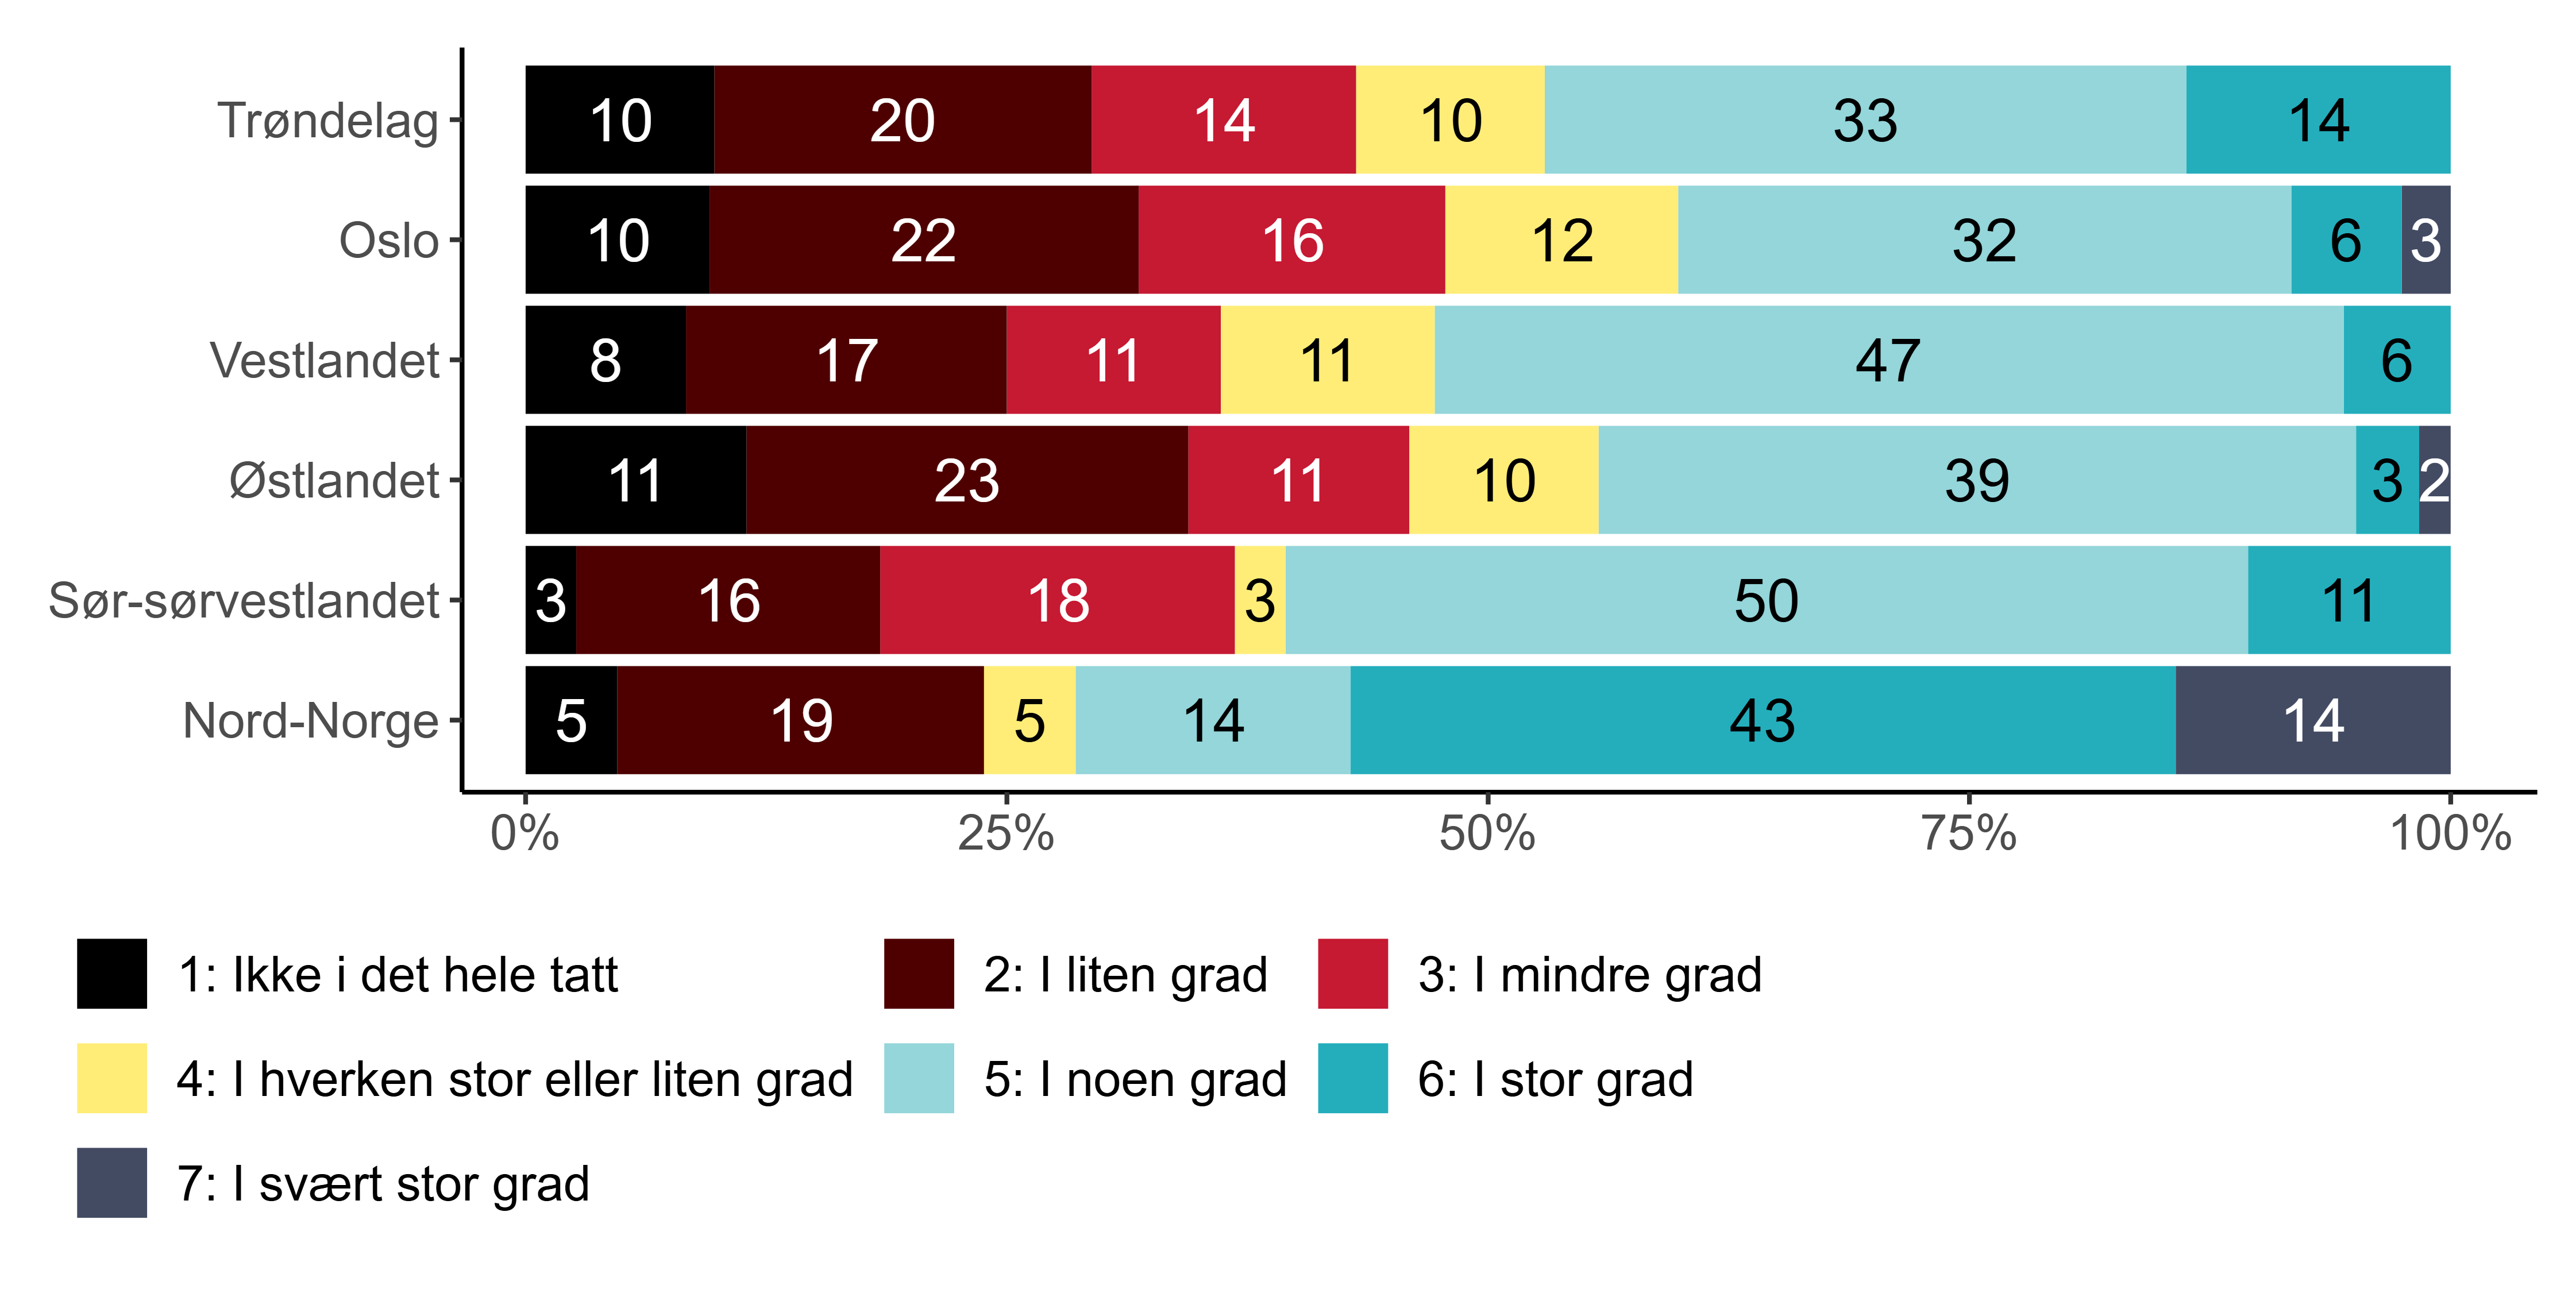 Trøndelag 10 20 14 10 33 14
Oslo 10 22 16 12 32 6 3
Vestlandet 8 17 11 11 47 6
Østlandet 11 23 11 10 39 3 2
Sør-sørvestlandet 3 16 18 3 50 11
Nord-Norge 5 19 5 14 43 14
0% 25% 50% 75% 100%
1: Ikke i det hele tatt 2: I liten grad 3: I mindre grad
4: I hverken stor eller liten grad 5: I noen grad 6: I stor grad
7: I svært stor grad